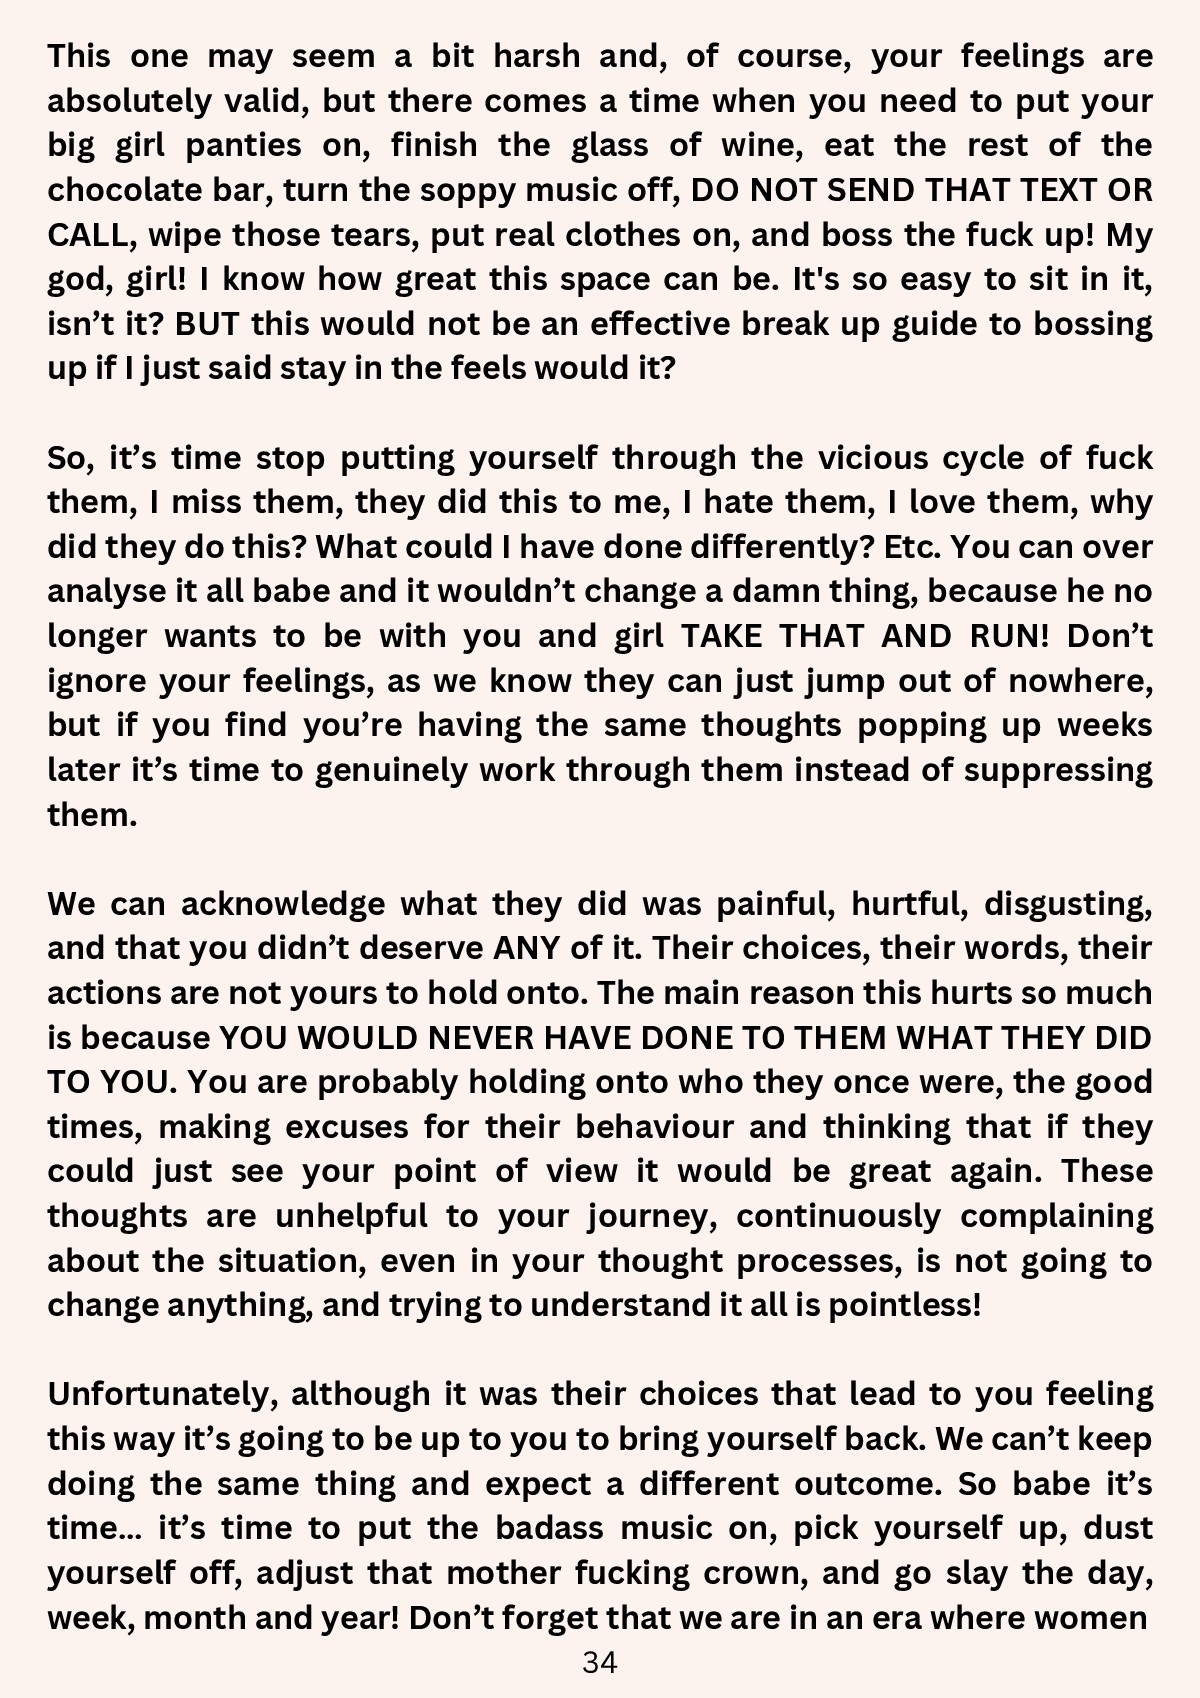 This one may seem a bit harsh and, of course, your feelings are
absolutely valid, but there comes a time when you need to put your
big girl panties on, finish the glass of wine, eat the rest of the
chocolate bar, turn the soppy music off, DO NOT SEND THAT TEXT OR
CALL, wipe those tears, put real clothes on, and boss the fuck up! My
god, girl! I know how great this space can be. It's so easy to sit in it,
isn’t it? BUT this would not be an effective break up guide to bossing
up if I just said stay in the feels would it?
So, it’s time stop putting yourself through the vicious cycle of fuck
them, I miss them, they did this to me, I hate them, I love them, why
did they do this? What could I have done differently? Etc. You can over
analyse it all babe and it wouldn’t change a damn thing, because he no
longer wants to be with you and girl TAKE THAT AND RUN! Don’t
ignore your feelings, as we know they can just jump out of nowhere,
but if you find you’re having the same thoughts popping up weeks
later it’s time to genuinely work through them instead of suppressing
them.
We can acknowledge what they did was painful, hurtful, disgusting,
and that you didn’t deserve ANY of it. Their choices, their words, their
actions are not yours to hold onto. The main reason this hurts so much
is because YOU WOULD NEVER HAVE DONE TO THEM WHAT THEY DID
TO YOU. You are probably holding onto who they once were, the good
times, making excuses for their behaviour and thinking that if they
could just see your point of view it would be great again. These
thoughts are unhelpful to your journey, continuously complaining
about the situation, even in your thought processes, is not going to
change anything, and trying to understand it all is pointless!
Unfortunately, although it was their choices that lead to you feeling
this way it’s going to be up to you to bring yourself back. We can’t keep
doing the same thing and expect a different outcome. So babe it’s
time... it’s time to put the badass music on, pick yourself up, dust
yourself off, adjust that mother fucking crown, and go slay the day,
week, month and year! Don’t forget that we are in an era where women
34